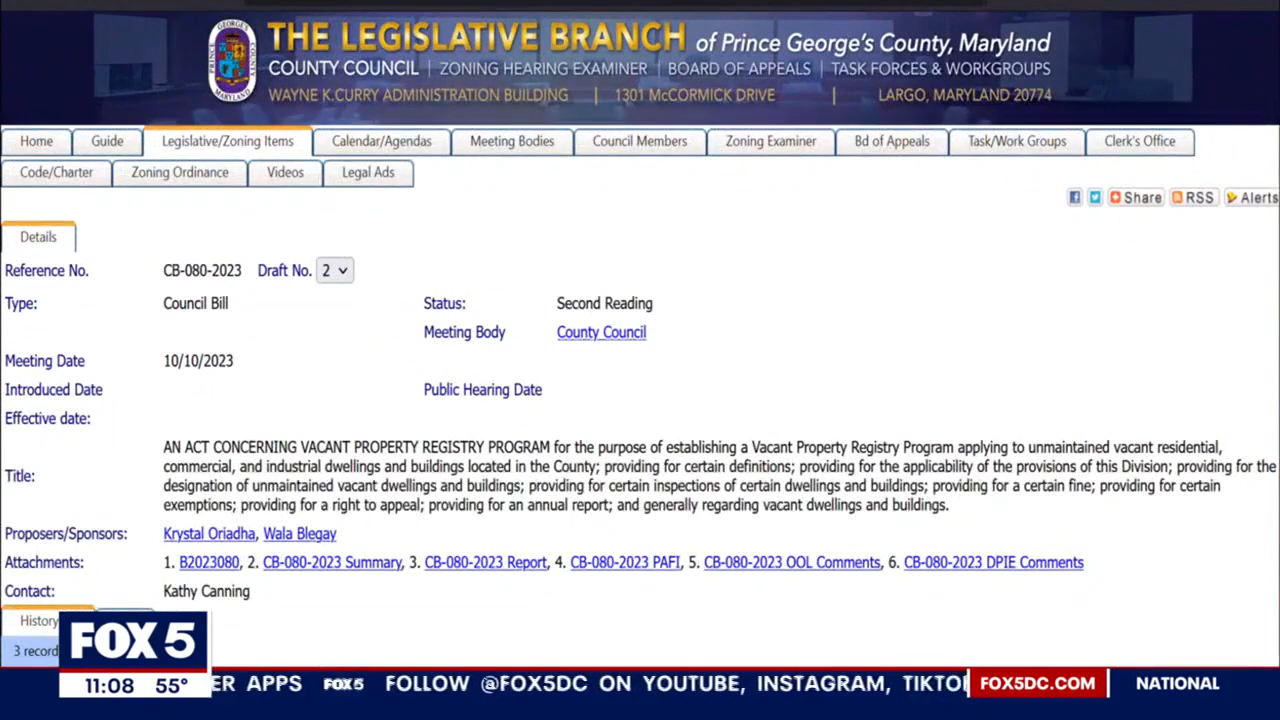 THE LEGISLATIVE BRANCH of Prince George's County, Maryland
COUNTY COUNCIL | ZONING HEARING EXAMINER | BOARD OF APPEALS | TASK FORCES & WORKGROUPS
WAYNE K.CURRY ADMINISTRATION BUILDING | 1301 McCORMICK DRIVE | LARGO, MARYLAND 20774
Home Guide Legislative/Zoning Items Calendar/Agendas Meeting Bodies Council Members Zoning Examiner Bd of Appeals Task/Work Groups Clerk's Office
Code/Charter Zoning Ordinance Videos Legal Ads
Share RSS Alerts
Details
Reference No. CB-080-2023 Draft No. 2
Type: Council Bill Status: Second Reading
Meeting Body County Council
Meeting Date 10/10/2023
Introduced Date Public Hearing Date
Effective date:
Title: AN ACT CONCERNING VACANT PROPERTY REGISTRY PROGRAM for the purpose of establishing a Vacant Property Registry Program applying to unmaintained vacant residential,
commercial, and industrial dwellings and buildings located in the County; providing for certain definitions; providing for the applicability of the provisions of this Division; providing for the
designation of unmaintained vacant dwellings and buildings; providing for certain inspections of certain dwellings and buildings; providing for a certain fine; providing for certain
exemptions; providing for a right to appeal; providing for an annual report; and generally regarding vacant dwellings and buildings.
Proposers/Sponsors: Krystal Oriadha, Wala Blegay
Attachments: 1. B2023080, 2. CB-080-2023 Summary, 3. CB-080-2023 Report, 4. CB-080-2023 PAFI, 5. CB-080-2023 OOL Comments, 6. CB-080-2023 DPIE Comments
Contact: Kathy Canning
History
3 record
FOX 5
11:08 55° ER APPS FOX 5 FOLLOW @FOX5DC ON YOUTUBE, INSTAGRAM, TIKTO FOX5DC.COM NATIONAL